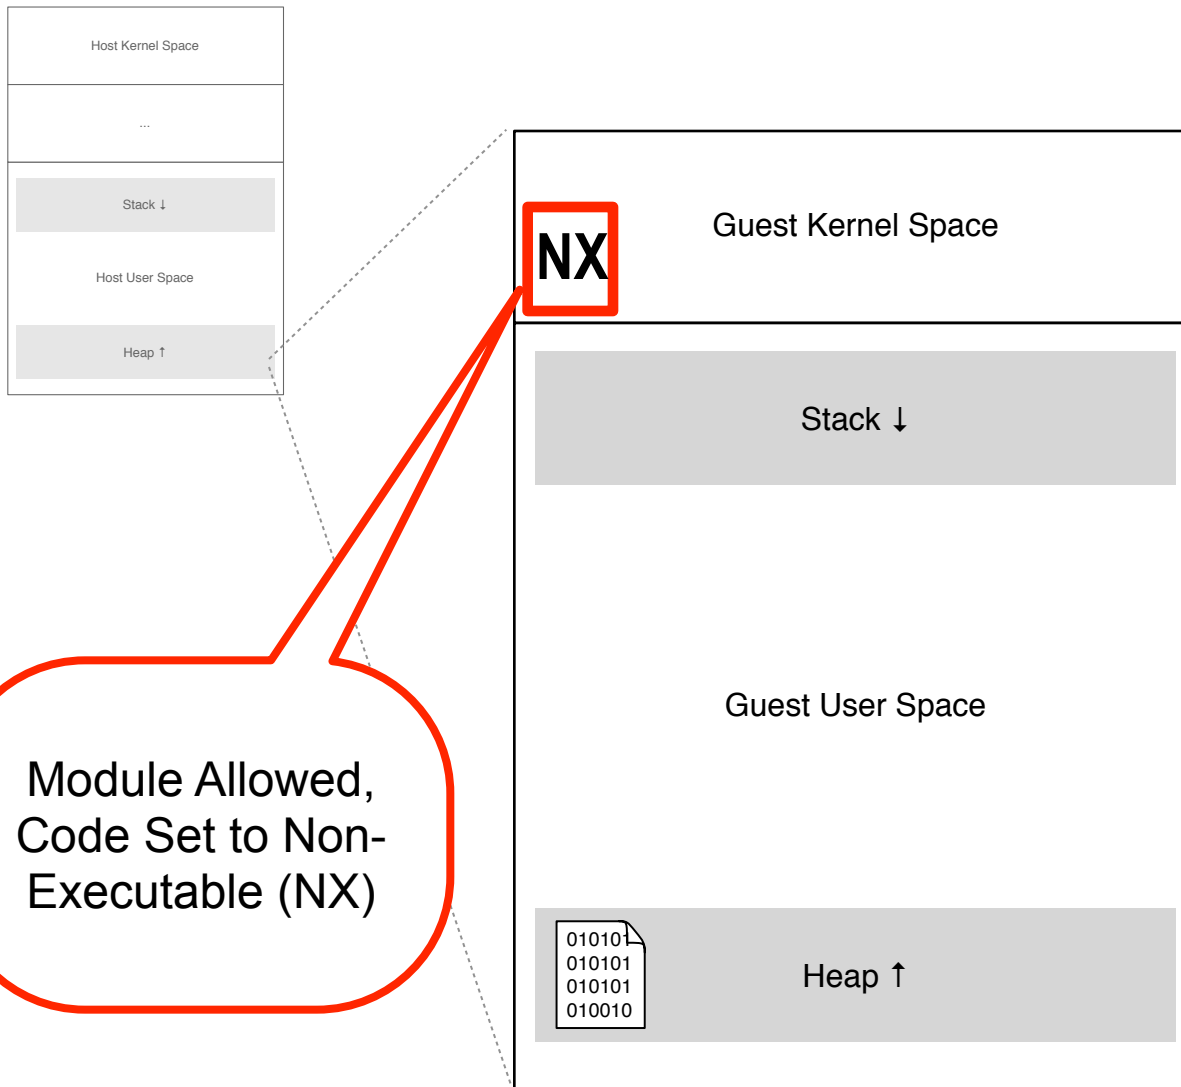 Host Kernel Space
...
Stack ↓
Host User Space
Heap ↑
Guest Kernel Space
NX
Stack ↓
Guest User Space
Module Allowed,
Code Set to Non-
Executable (NX)
010101
010101
010101
010010
Heap ↑